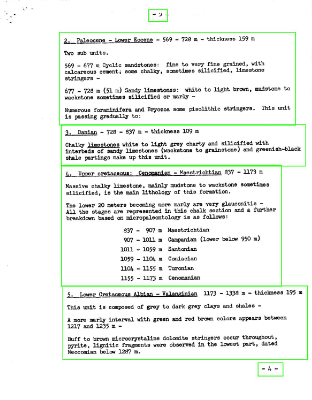 - 3 -
2. Paleocene - Lower Eocene - 569 - 728 m - thickness 159 m
Two sub units.
569 - 677 m Cyclic sandstones: fine to very fine grained, with
calcareous cement, some chalky, sometimes silicified, limestone
stringers -
677 - 728 m (51 m) Sandy limestones: white to light brown, mudstone to
wackstone sometimes silicified or marly -
Numerous foraminifera and Bryozoa some pisolithic stringers. This unit
is passing gradually to:
3. Danian - 728 - 837 m - thickness 109 m
Chalky limestones white to light grey chalky and silicified with
interbeds of sandy limestones (wackstone to grainstone) and greenish-black
shale partings make up this unit.
4. Upper cretaceous: Cenomanian - Maestrichtian 837 - 1173 m
Massive chalky limestone, mainly mudstone to wackstone sometimes
silicified, is the main lithology of this formation.
The lower 20 meters becoming more marly are very glauconitic -
All the stages are represented in this chalk section and a further
breakdown based on micropaleontology is as follows:
837 - 907 m Maestrichtian
907 - 1011 m Campanian (lower below 950 m)
1011 - 1059 m Santonian
1059 - 1104 m Coniacian
1104 - 1155 m Turonian
1155 - 1173 m Cenomanian
5. Lower Cretaceous Albian - Valanginian 1173 - 1338 m - thickness 195 m
This unit is composed of grey to dark grey clays and shales -
A more marly interval with green and red brown colors appears between
1217 and 1235 m -
Buff to brown microcrystalline dolomite stringers occur throughout,
pyrite, lignitic fragments were observed in the lowest part, dated
Neocomian below 1287 m.
- 4 -